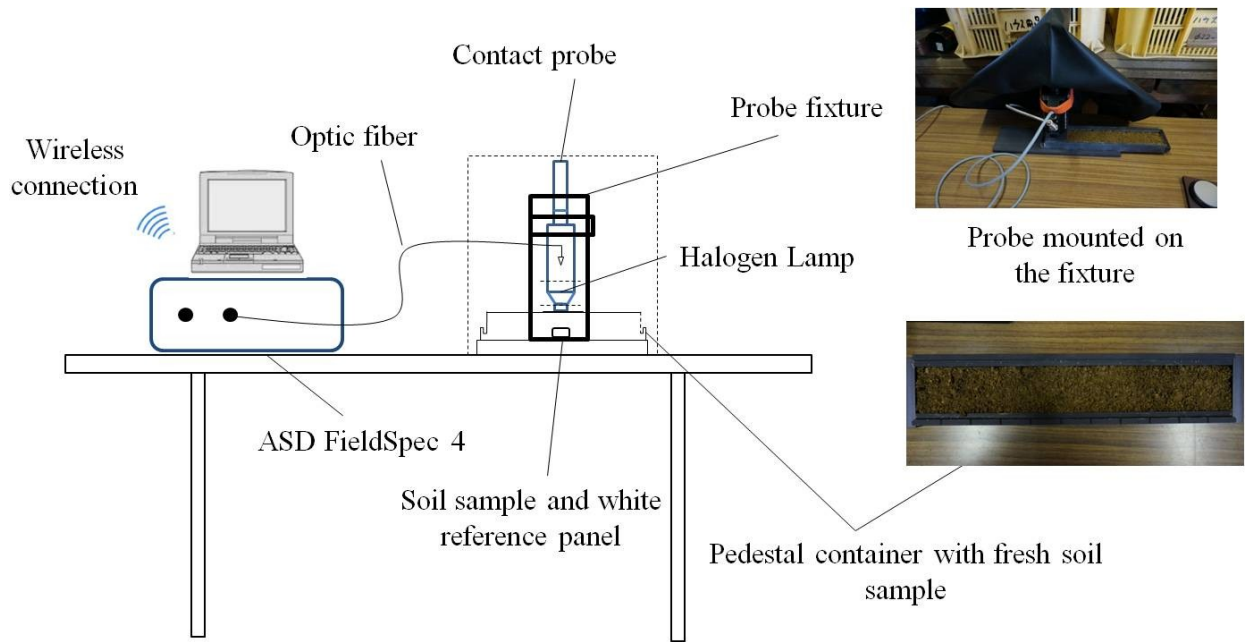 Contact probe
Probe fixture
Optic fiber
Wireless
connection
Halogen Lamp
Probe mounted on
the fixture
ASD FieldSpec 4
Soil sample and white
reference panel
Pedestal container with fresh soil
sample